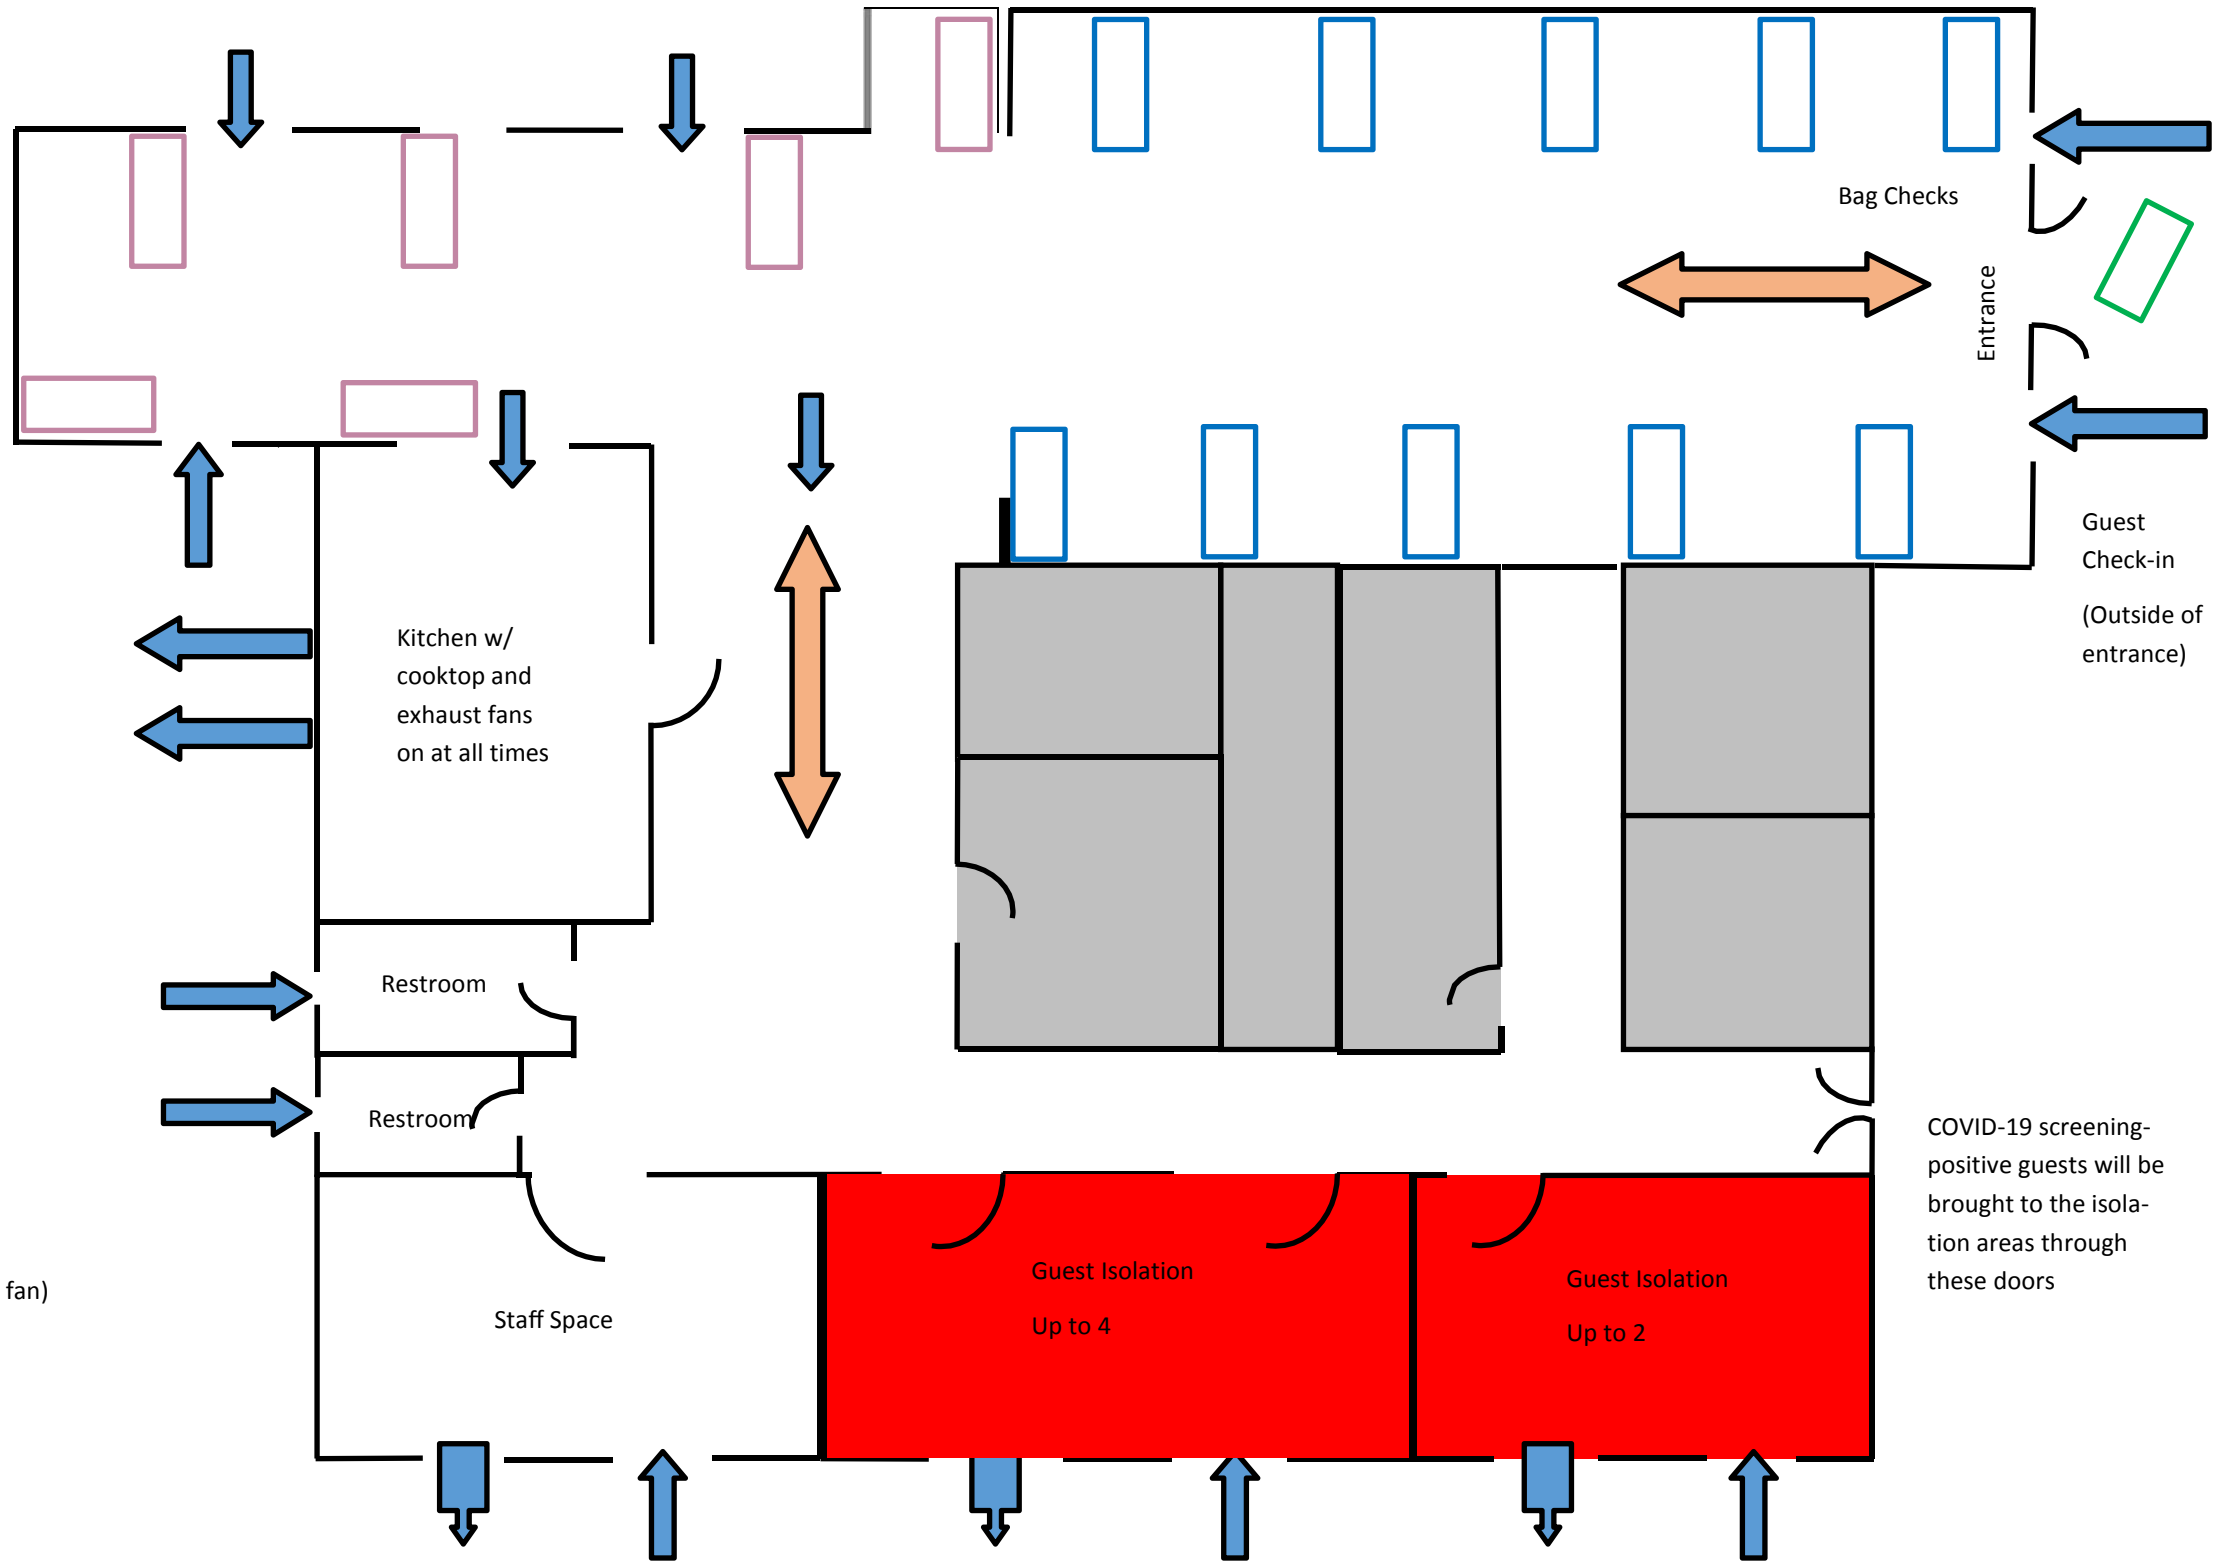 Bag Checks
Entrance
Guest
Check-in
(Outside of
entrance)
Kitchen w/
cooktop and
exhaust fans
on at all times
Restroom
Restroom
COVID-19 screening-
positive guests will be
brought to the isola-
tion areas through
these doors
fan)
Staff Space
Guest Isolation
Up to 4
Guest Isolation
Up to 2